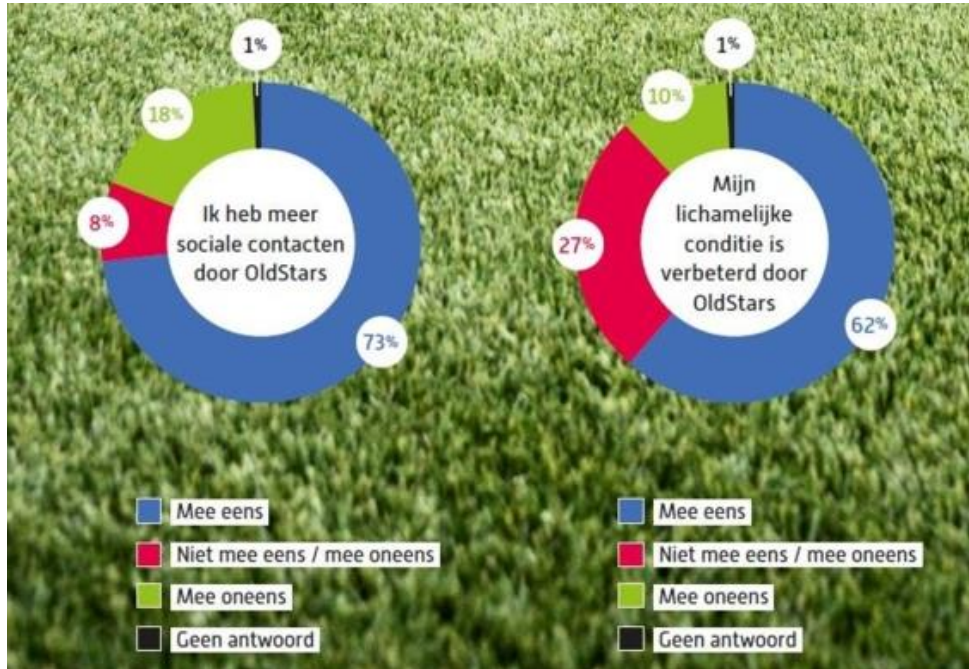 1%
18%
8%
Ik heb meer
sociale contacten
door OldStars
73%
1%
10%
27%
Mijn
lichamelijke
conditie is
verbeterd door
OldStars
62%
Mee eens
Niet mee eens / mee oneens
Mee oneens
Geen antwoord
Mee eens
Niet mee eens / mee oneens
Mee oneens
Geen antwoord